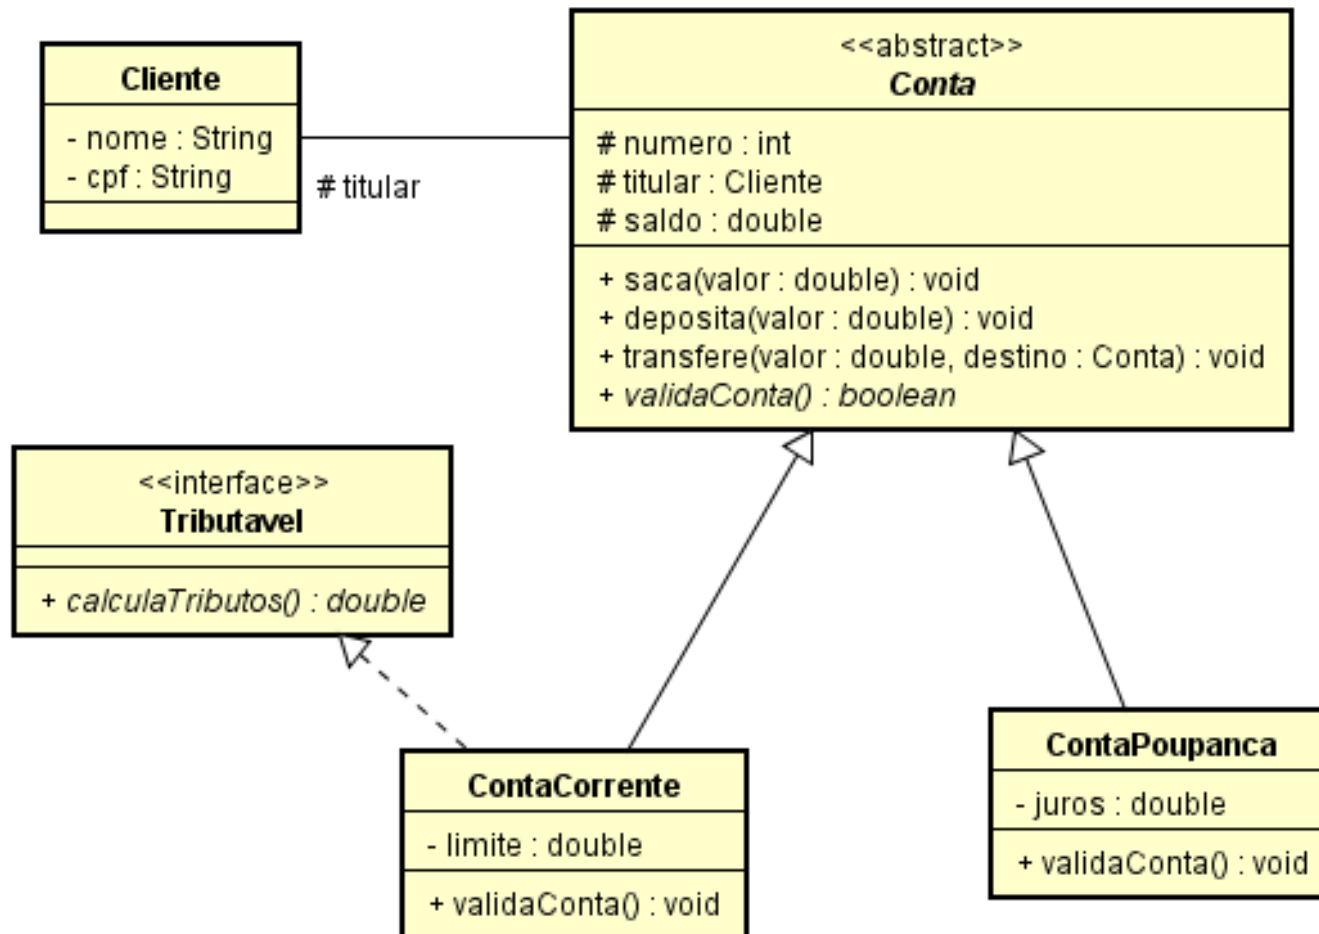 Cliente
- nome : String
- cpf : String
# titular
<<abstract>>
Conta
# numero : int
# titular : Cliente
# saldo : double
+ saca(valor : double) : void
+ deposita(valor : double) : void
+ transfere(valor : double, destino : Conta) : void
+ validaConta() : boolean
<<interface>>
Tributavel
+ calculaTributos() : double
ContaCorrente
- limite : double
+ validaConta() : void
ContaPoupanca
- juros : double
+ validaConta() : void